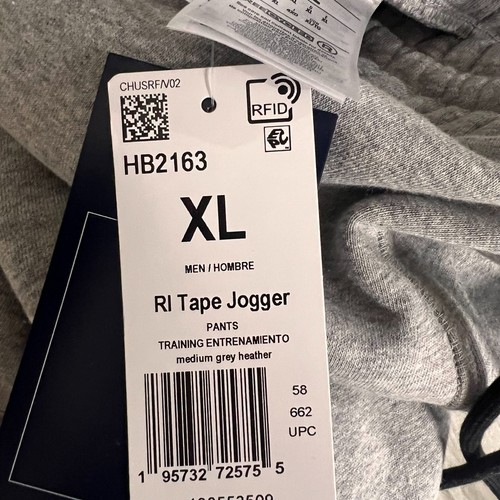 CHUSRF/V02
RFID
HB2163
XL
MEN / HOMBRE
RI Tape Jogger
PANTS
TRAINING ENTRENAMIENTO
medium grey heather
58
662
UPC
1 95732 72575 5